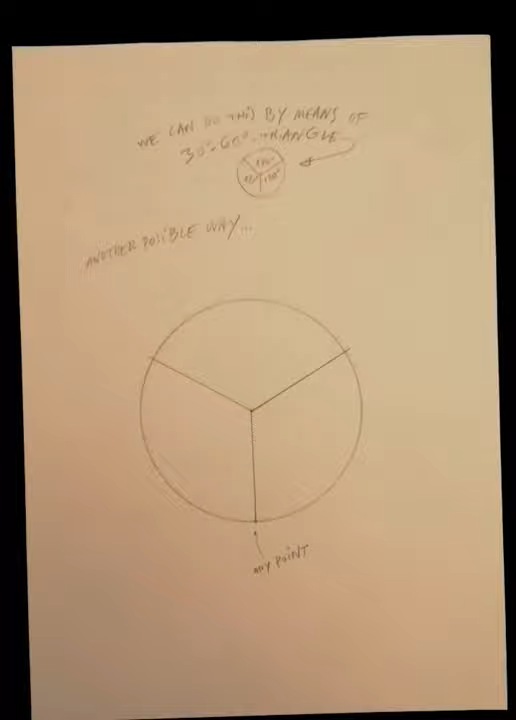 WE CAN DO THIS BY MEANS OF
30°-60° TRIANGLE
120°
120°
ANOTHER POSSIBLE WAY...
ANY POINT